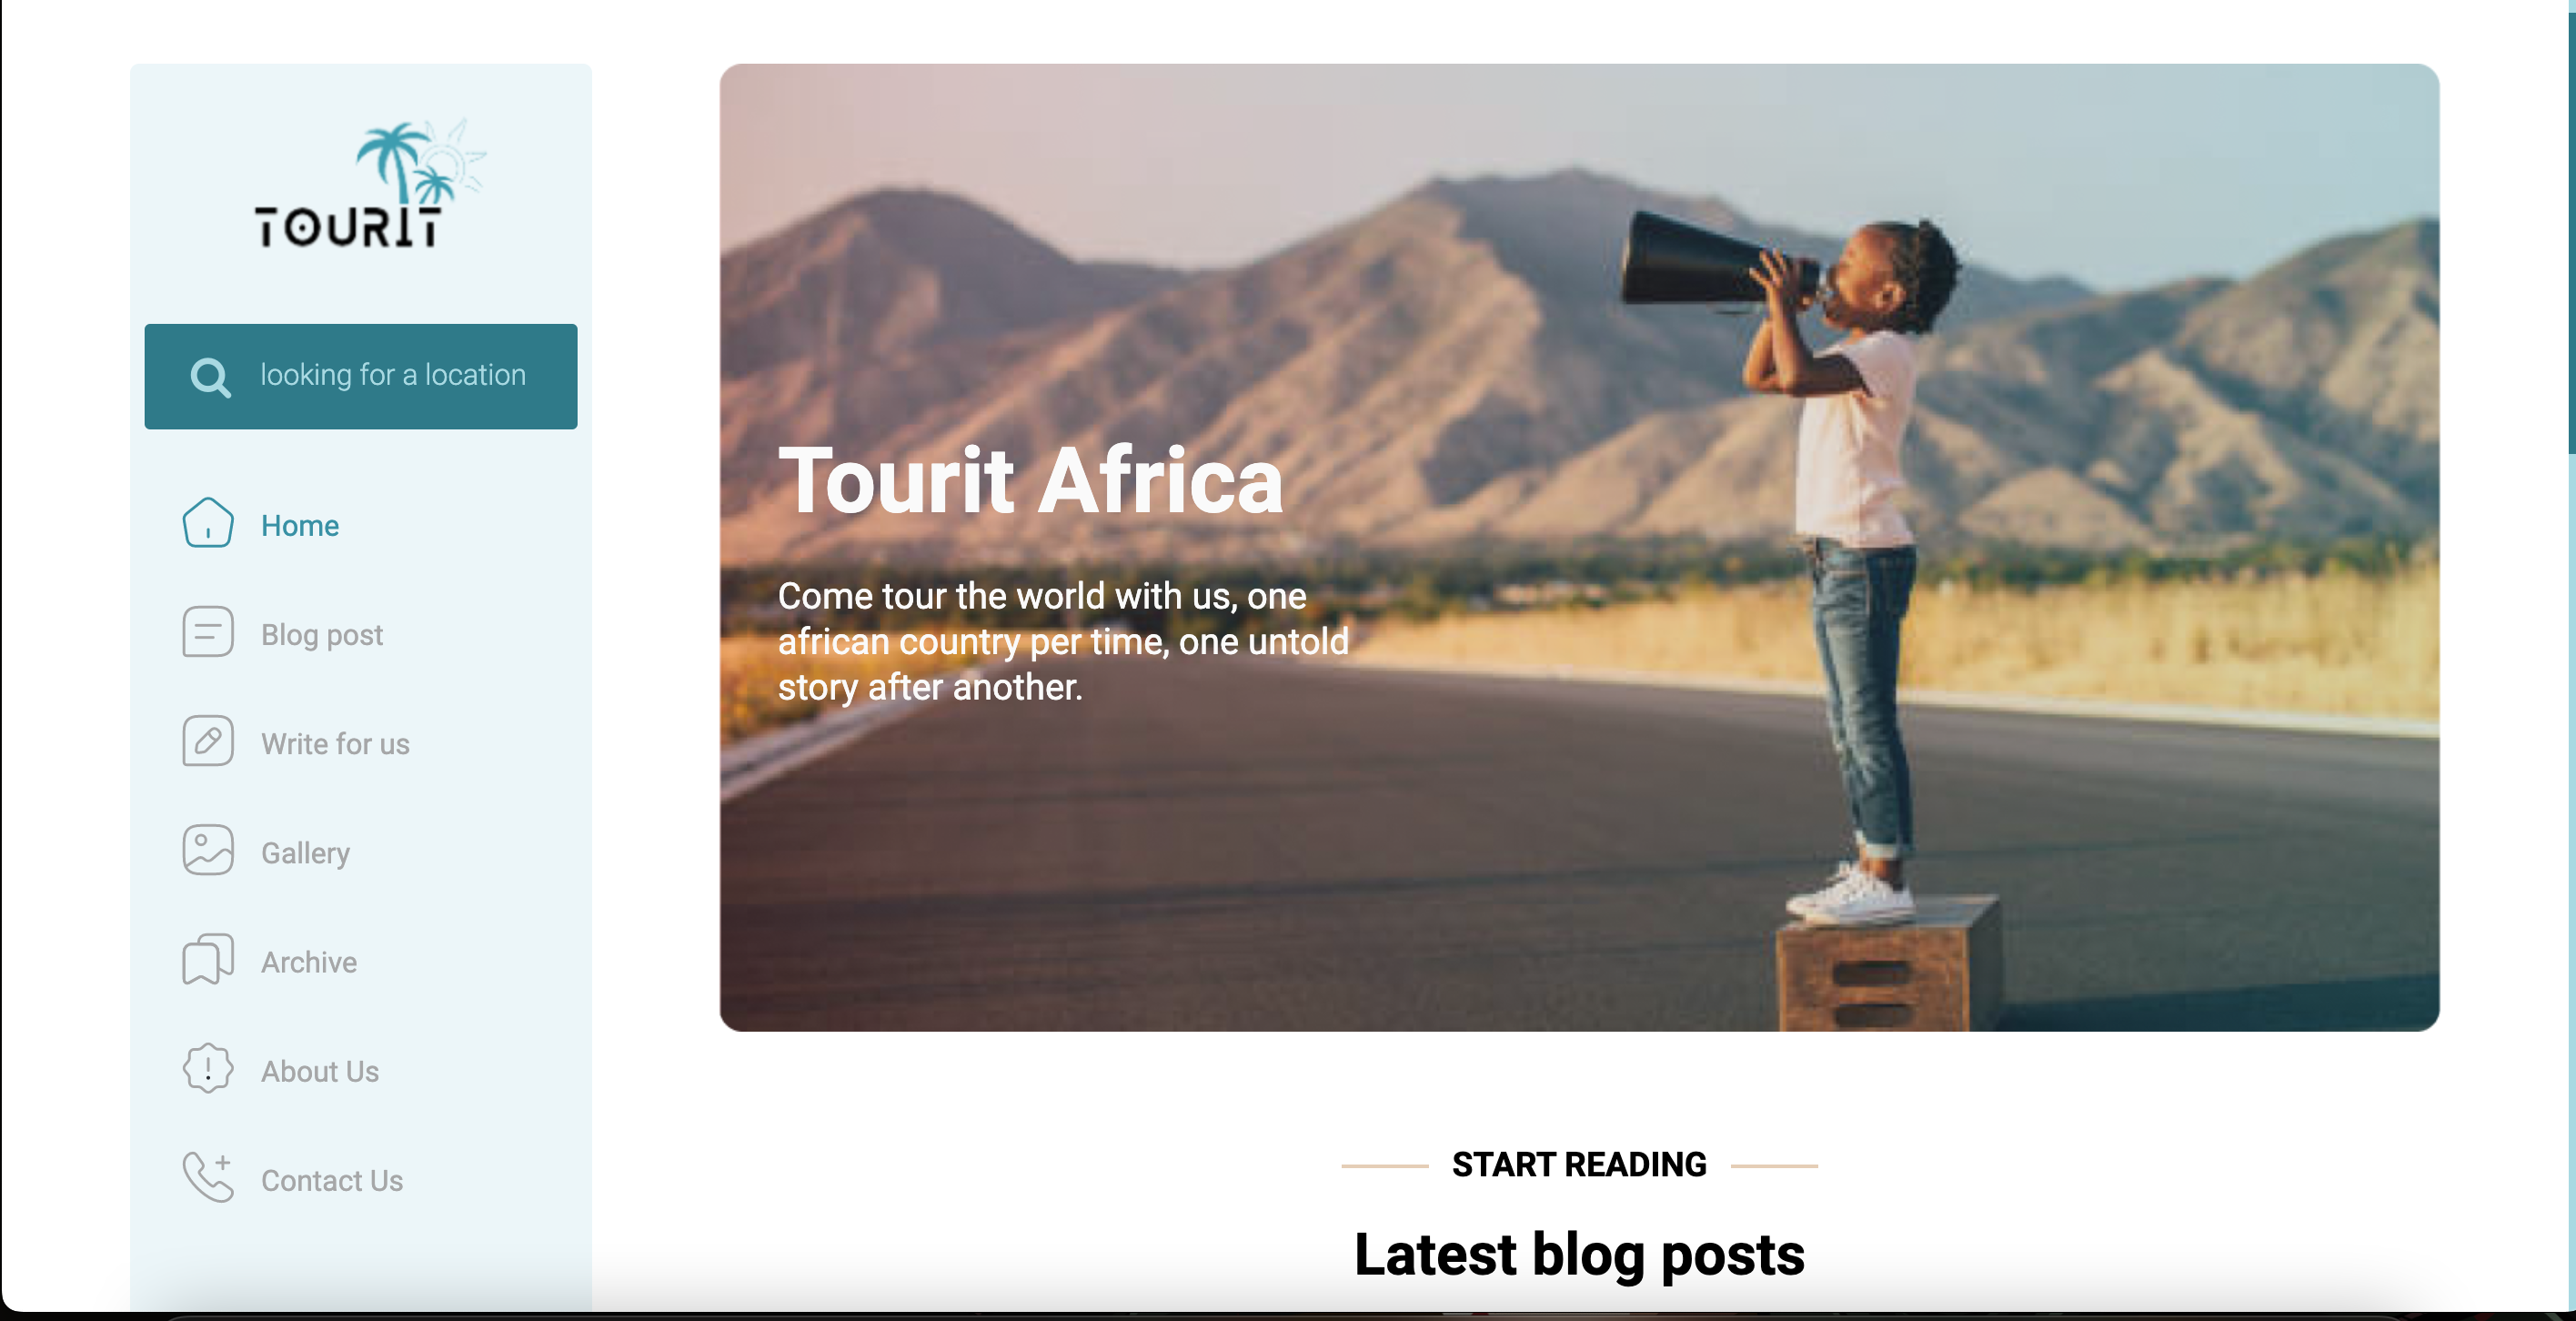 TOURIT
looking for a location
Home
Blog post
Write for us
Gallery
Archive
About Us
Contact Us
Tourit Africa
Come tour the world with us, one
african country per time, one untold
story after another.
START READING
Latest blog posts